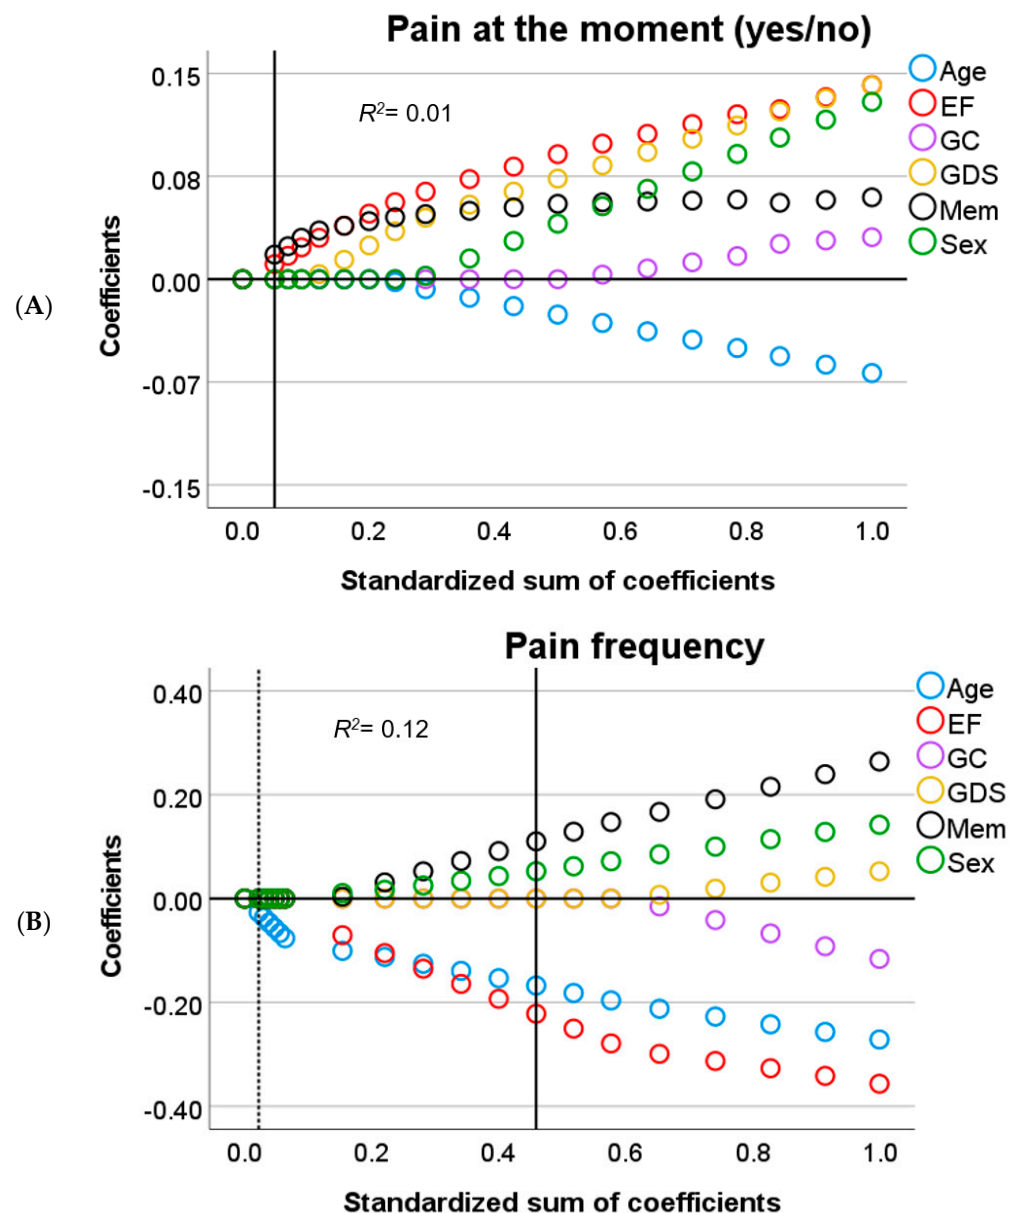 Pain at the moment (yes/no)
0.15
0.08
0.00
-0.07
-0.15
Coefficients
(A)
R²= 0.01
Age
EF
GC
GDS
Mem
Sex
0.0 0.2 0.4 0.6 0.8 1.0
Standardized sum of coefficients
Pain frequency
0.40
0.20
0.00
-0.20
-0.40
Coefficients
(B)
R²= 0.12
Age
EF
GC
GDS
Mem
Sex
0.0 0.2 0.4 0.6 0.8 1.0
Standardized sum of coefficients